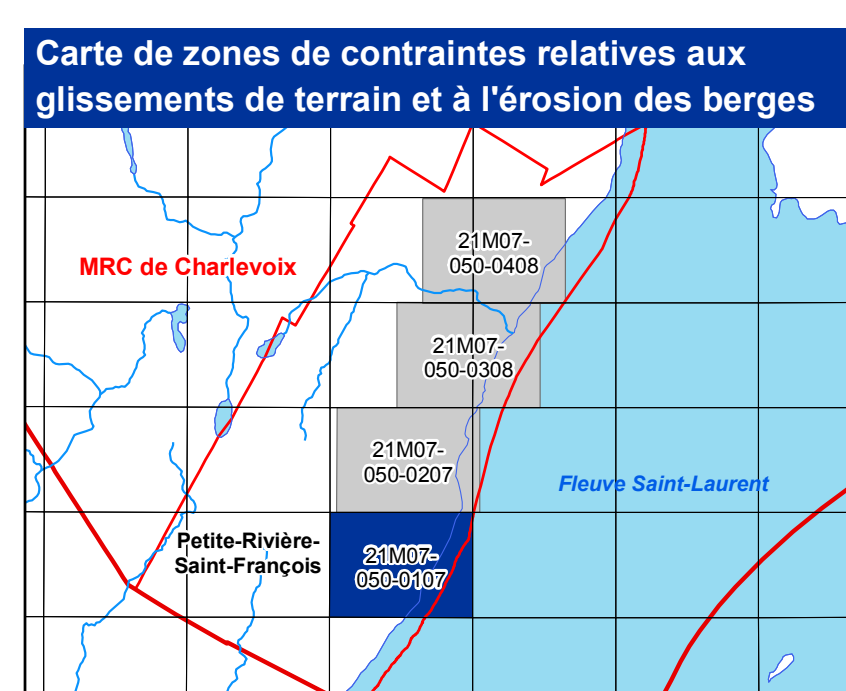 Carte de zones de contraintes relatives aux
glissements de terrain et à l'érosion des berges
21M07-
050-0408
MRC de Charlevoix
21M07-
050-0308
21M07-
050-0207
Fleuve Saint-Laurent
Petite-Rivière-
Saint-François
21M07-
050-0107